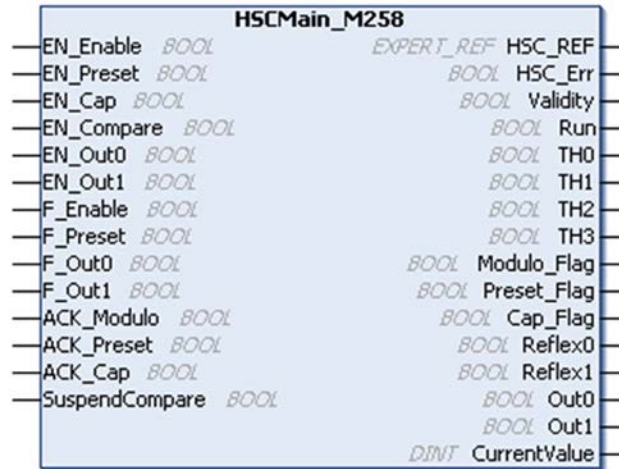 HSCMain_M258
EN_Enable BOOL EXPERT_REF HSC_REF
EN_Preset BOOL BOOL HSC_Err
EN_Cap BOOL BOOL Validity
EN_Compare BOOL BOOL Run
EN_Out0 BOOL BOOL TH0
EN_Out1 BOOL BOOL TH1
F_Enable BOOL BOOL TH2
F_Preset BOOL BOOL TH3
F_Out0 BOOL BOOL Modulo_Flag
F_Out1 BOOL BOOL Preset_Flag
ACK_Modulo BOOL BOOL Cap_Flag
ACK_Preset BOOL BOOL Reflex0
ACK_Cap BOOL BOOL Reflex1
SuspendCompare BOOL BOOL Out0
BOOL Out1
DINT CurrentValue